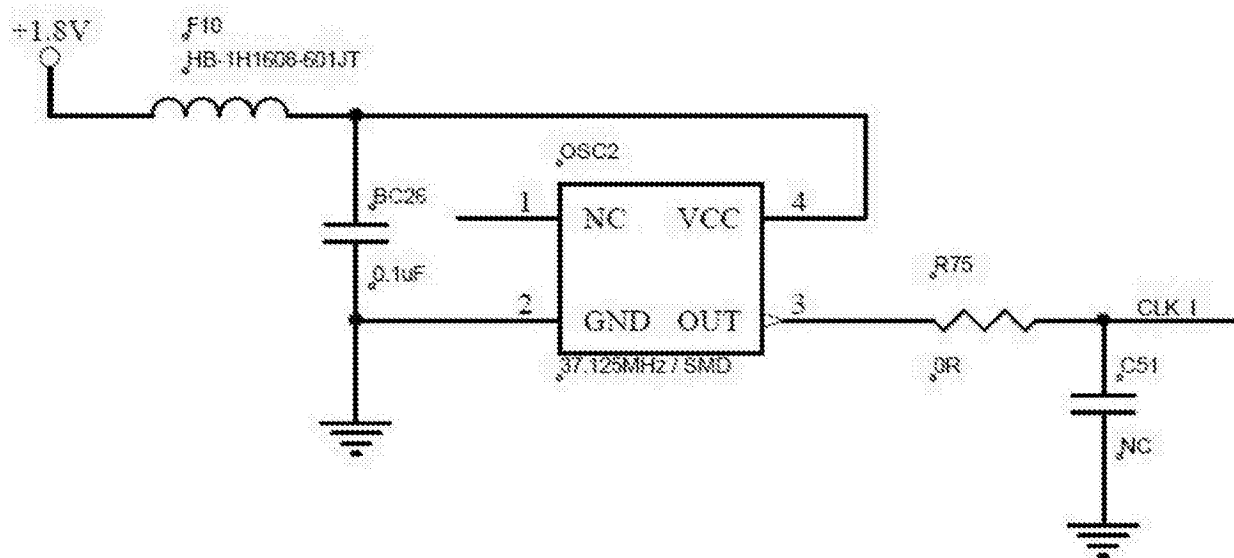 +1.8V
F10
HB-1H1608-601JT
OSC2
BC26
1
NC
VCC
4
0.1uF
2
GND
OUT
3
R75
CLK I
37.125MHz / SMD
0R
C51
NC